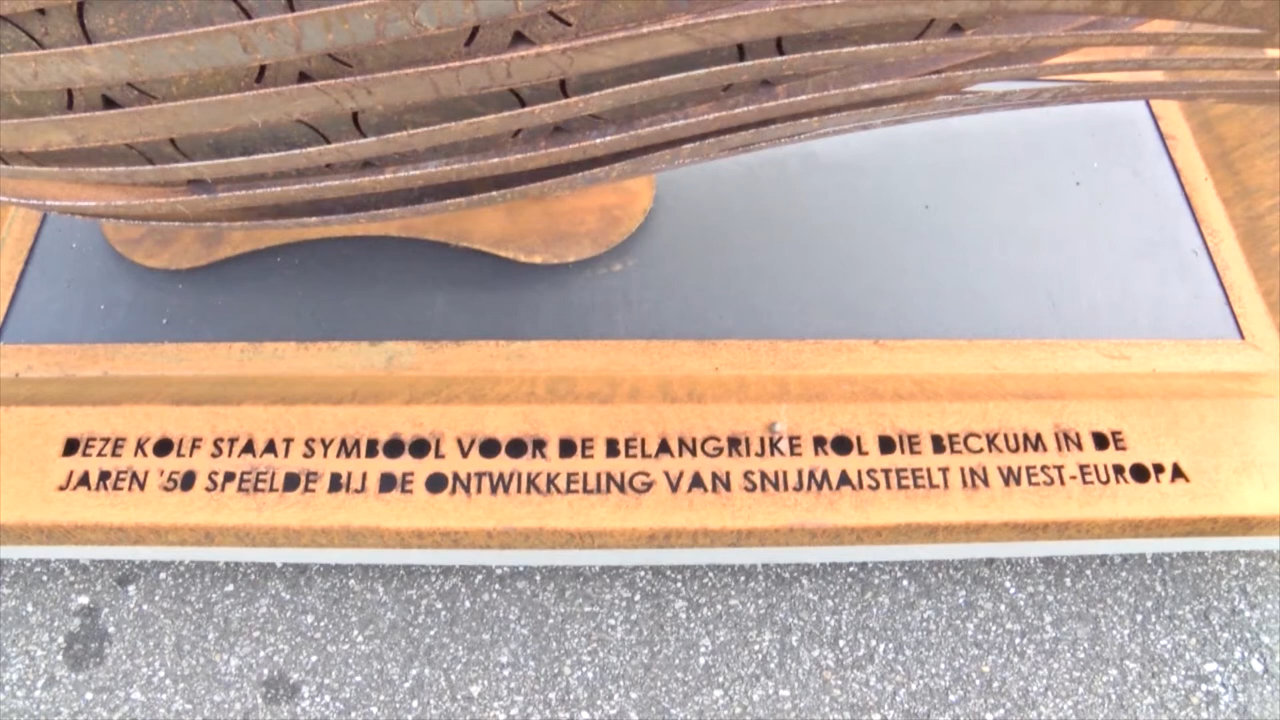 DEZE KOLF STAAT SYMBOOL VOOR DE BELANGRIJKE ROL DIE BECKUM IN DE
JAREN '50 SPEELDE BIJ DE ONTWIKKELING VAN SNIJMAISTEELT IN WEST-EUROPA